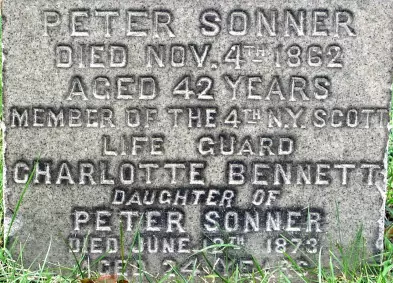 PETER SONNER
DIED NOV. 4TH 1862
AGED 42 YEARS
MEMBER OF THE 4TH N.Y. SCOTT
LIFE GUARD
CHARLOTTE BENNETT
DAUGHTER OF
PETER SONNER
DIED JUNE 12TH 1873
AGED 24 YEARS